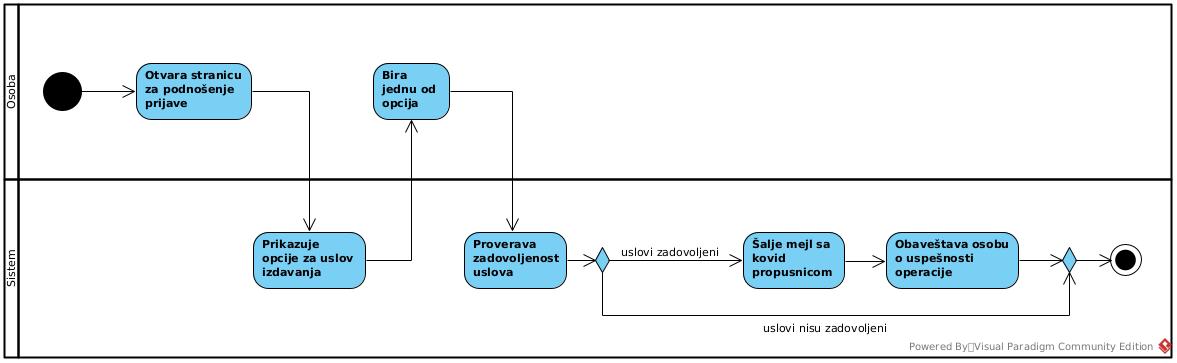 Osoba
Otvara stranicu
za podnošenje
prijave
Bira
jednu od
opcija
Sistem
Prikazuje
opcije za uslov
izdavanja
Proverava
zadovoljenost
uslova
uslovi zadovoljeni
Šalje mejl sa
kovid
propusnicom
Obaveštava osobu
o uspešnosti
operacije
uslovi nisu zadovoljeni
Powered By Visual Paradigm Community Edition